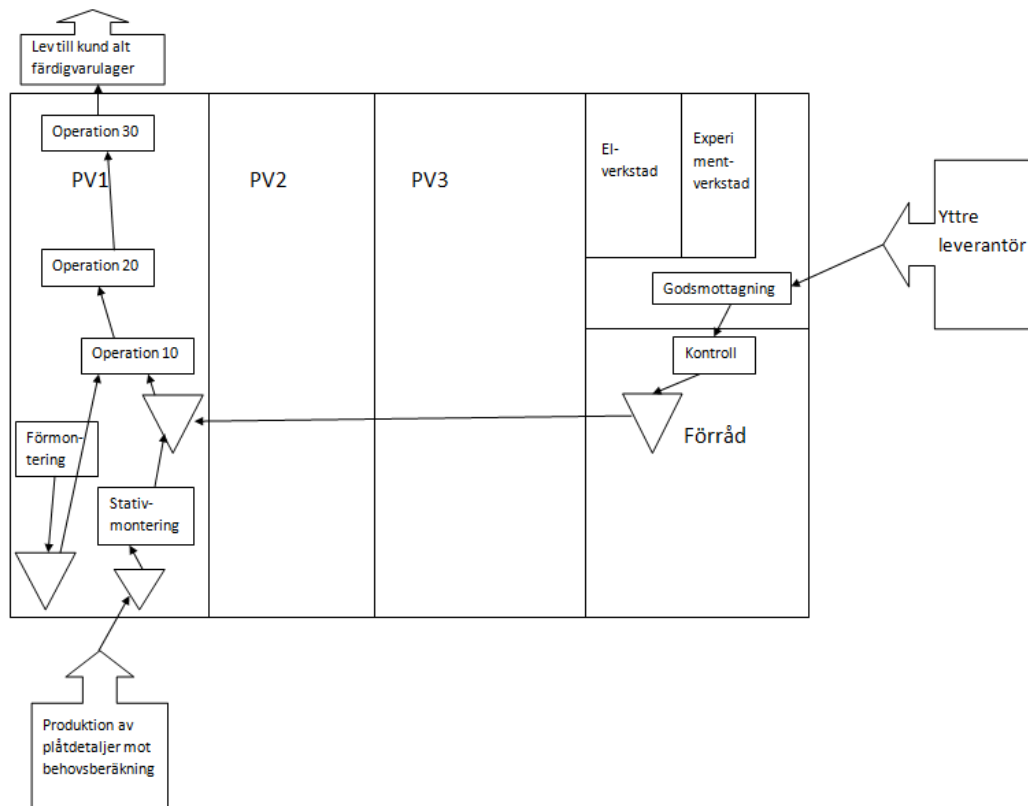 Lev till kund alt
färdigvarulager
Operation 30
PV1
PV2
PV3
El-
verkstad
Experi
ment-
verkstad
Yttre
leverantör
Operation 20
Godsmottagning
Operation 10
Kontroll
Förmon-
tering
Förråd
Stativ-
montering
Produktion av
plåtdetaljer mot
behovsberäkning